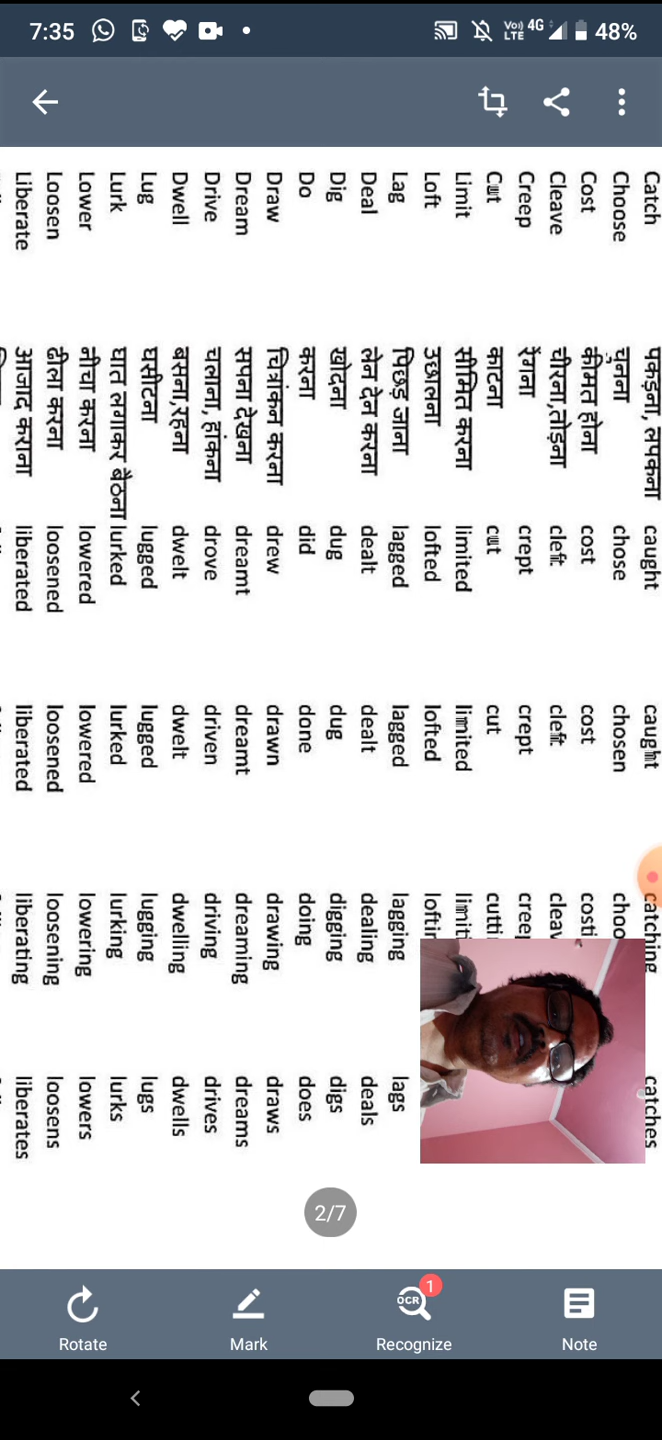 7:35 Vo) LTE 4G 48%
Catch पकड़ना, लपकना caught caught catching catches
Choose चुनना chose chosen
Cost कीमत होना cost cost
Cleave चीरना,तोड़ना cleft cleft
Creep रेंगना crept crept
Cut काटना cut cut
Limit सीमित करना limited limited
Loft उछालना lofted lofted
Lag पिछड़ जाना lagged lagged lagging lags
Deal लेन देन करना dealt dealt dealing deals
Dig खोदना dug dug digging digs
Do करना did done doing does
Draw चित्रांकन करना drew drawn drawing draws
Dream सपना देखना dreamt dreamt dreaming dreams
Drive चलाना, हांकना drove driven driving drives
Dwell बसना,रहना dwelt dwelt dwelling dwells
Lug घसीटना lugged lugged lugging lugs
Lurk घात लगाकर बैठना lurked lurked lurking lurks
Lower नीचा करना lowered lowered lowering lowers
Loosen ढीला करना loosened loosened loosening loosens
Liberate आजाद कराना liberated liberated liberating liberates
2/7
OCR 1
Rotate Mark Recognize Note